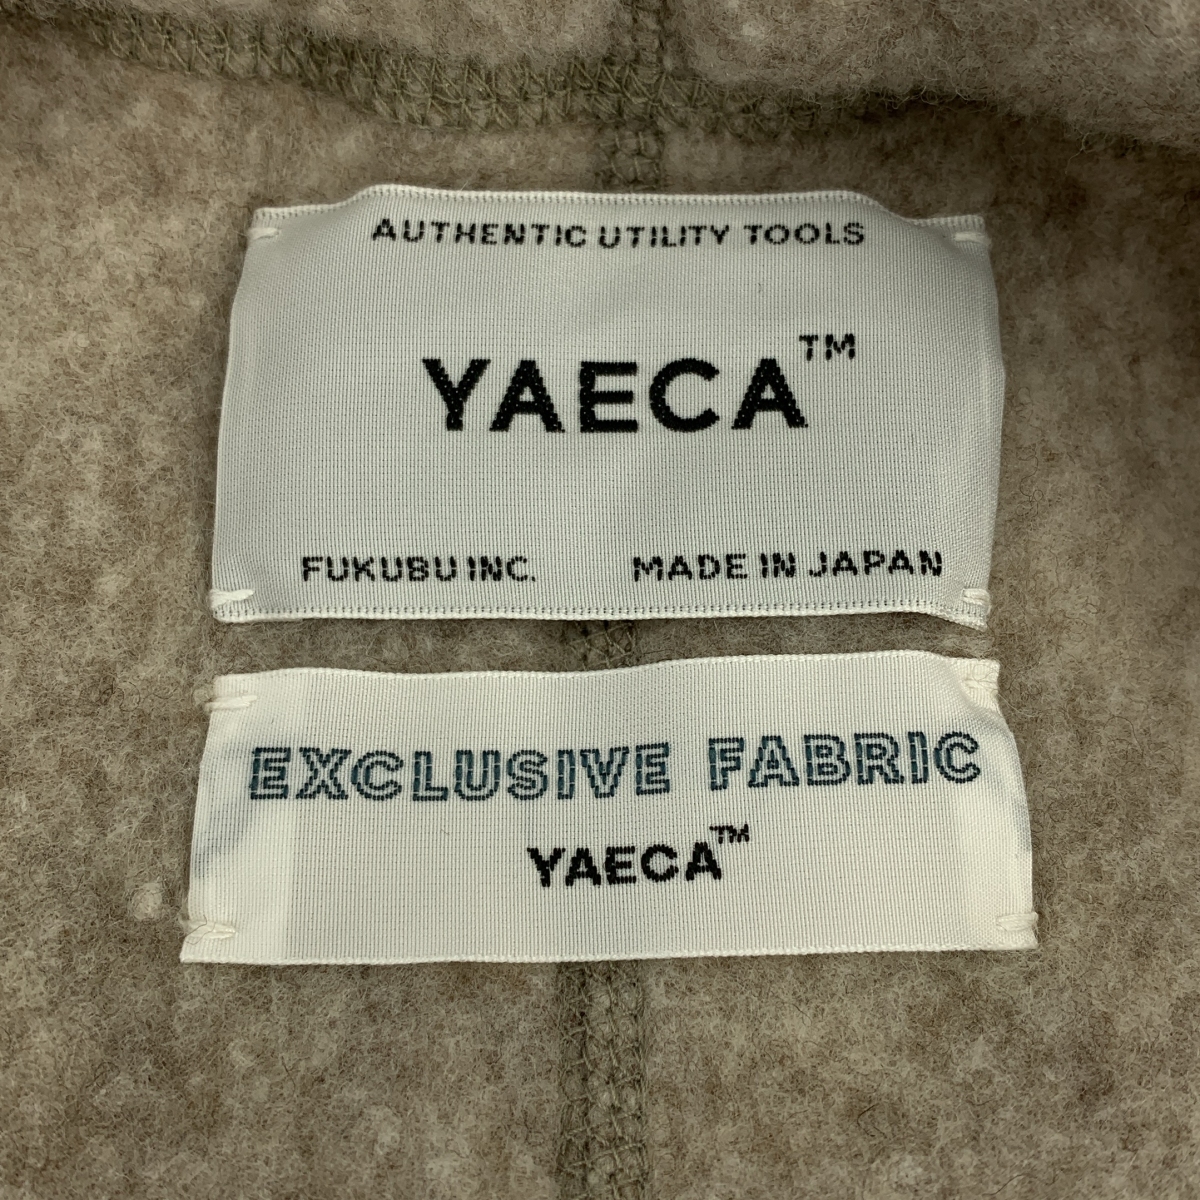 AUTHENTIC UTILITY TOOLS
YAECA™
FUKUBU INC. MADE IN JAPAN
EXCLUSIVE FABRIC
YAECA™